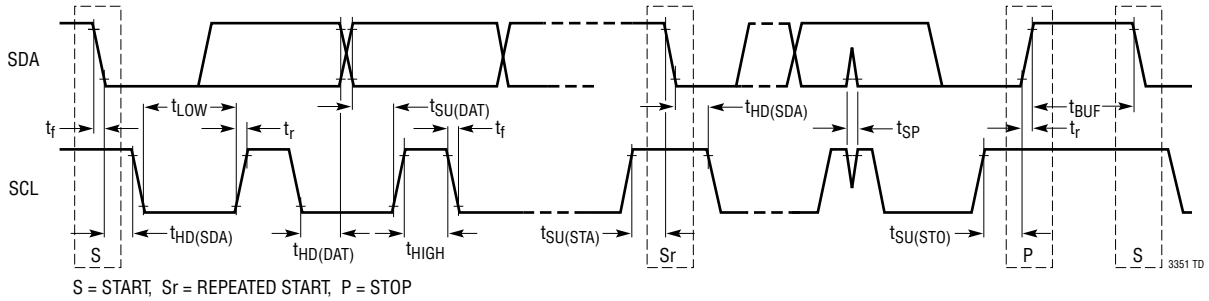 SDA
tLOW
tSU(DAT)
tHD(SDA)
tBUF
tf
tr
tf
tSP
tr
SCL
tHD(SDA)
tHD(DAT)
tHIGH
tSU(STA)
tSU(STO)
S
Sr
P
S
3351 TD
S = START, Sr = REPEATED START, P = STOP